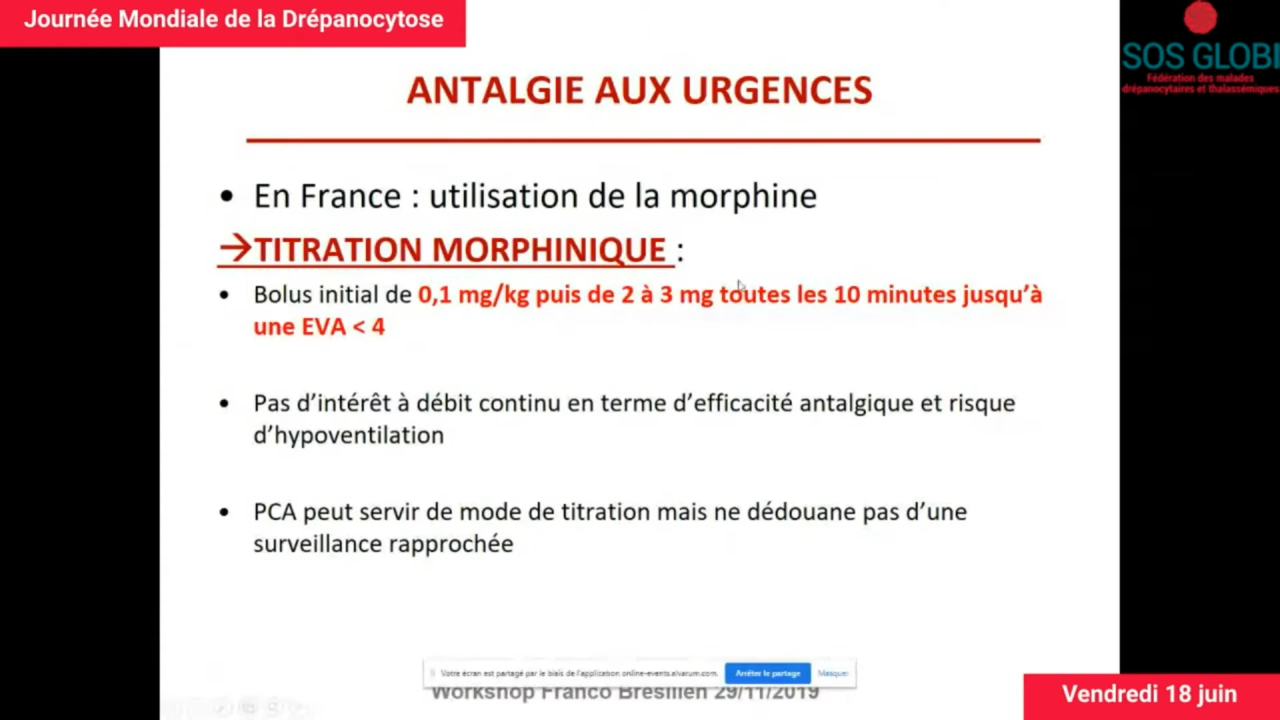 Journée Mondiale de la Drépanocytose
SOS GLOBI
Fédération des malades
drépanocytaires et thalassémiques
ANTALGIE AUX URGENCES
• En France : utilisation de la morphine
→TITRATION MORPHINIQUE :
• Bolus initial de 0,1 mg/kg puis de 2 à 3 mg toutes les 10 minutes jusqu’à
une EVA < 4
• Pas d’intérêt à débit continu en terme d’efficacité antalgique et risque
d’hypoventilation
• PCA peut servir de mode de titration mais ne dédouane pas d’une
surveillance rapprochée
Votre écran est partagé par le biais de l'application online-events.alvarum.com.
Arrêter le partage
Masquer
Workshop Franco Brésilien 29/11/2019
Vendredi 18 juin